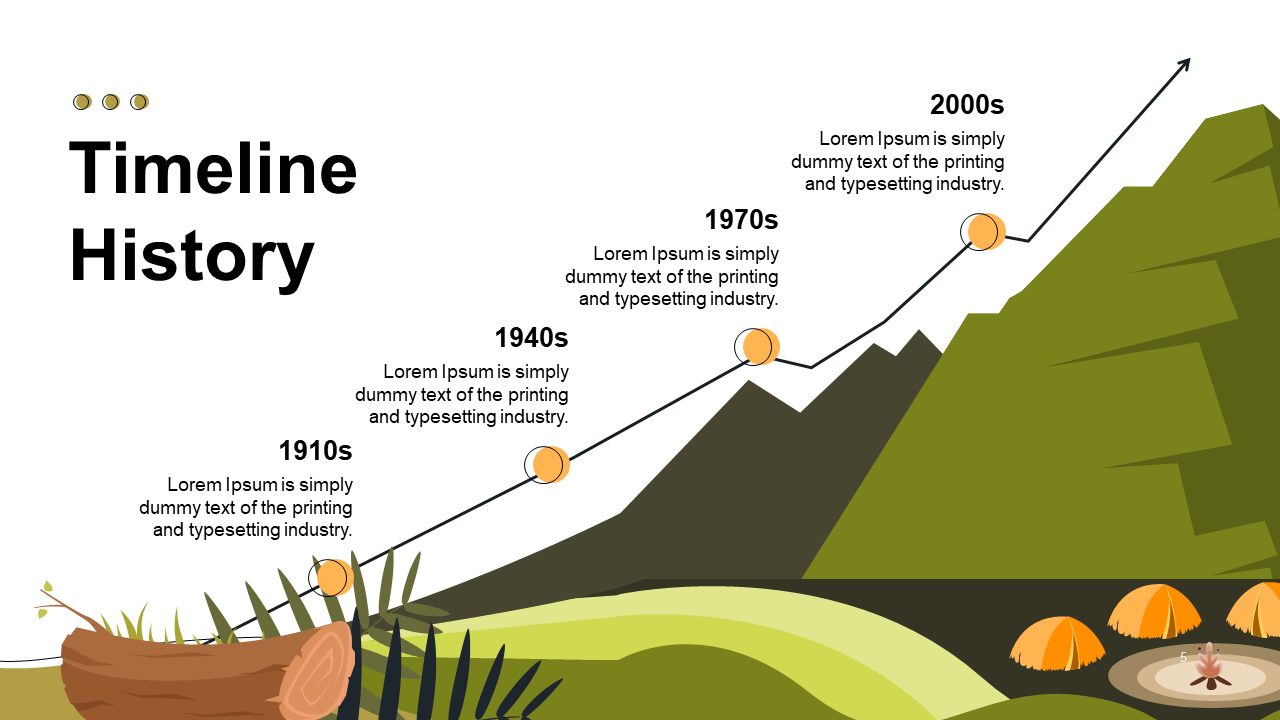 Timeline
History
2000s
Lorem Ipsum is simply
dummy text of the printing
and typesetting industry.
1970s
Lorem Ipsum is simply
dummy text of the printing
and typesetting industry.
1940s
Lorem Ipsum is simply
dummy text of the printing
and typesetting industry.
1910s
Lorem Ipsum is simply
dummy text of the printing
and typesetting industry.
5